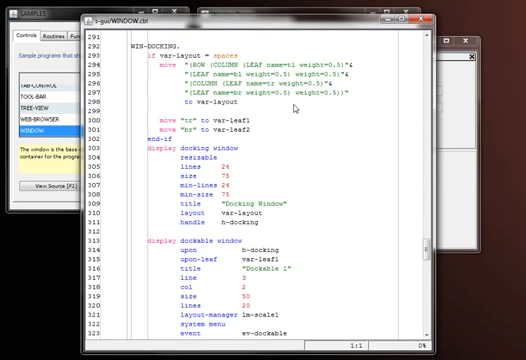 SAMPLES
Controls
Routines
Fun
Sample programs that
TAB-CONTROL
TOOL-BAR
TREE-VIEW
WEB-BROWSER
WINDOW
The window is the base
container for the progra
View Source [F2]
s-gui/WINDOW.cbl
291
292 WIN-DOCKING.
293 if var-layout = spaces
294 move "(ROW (COLUMN (LEAF name=tl weight=0.5)"&
295 "(LEAF name=bl weight=0.5) weight=0.5)"&
296 "(COLUMN (LEAF name=tr weight=0.5)"&
297 "(LEAF name=br weight=0.5) weight=0.5))"
298 to var-layout
299
300 move "tr" to var-leaf1
301 move "br" to var-leaf2
302 end-if
303 display docking window
304 resizable
305 lines 24
306 size 75
307 min-lines 24
308 min-size 75
309 title "Docking Window"
310 layout var-layout
311 handle h-docking
312
313 display dockable window
314 upon h-docking
315 upon-leaf var-leaf1
316 title "Dockable 1"
317 line 3
318 col 2
319 size 50
320 lines 20
321 layout-manager lm-scale1
322 system menu
323 event ev-dockable
1:1
0%